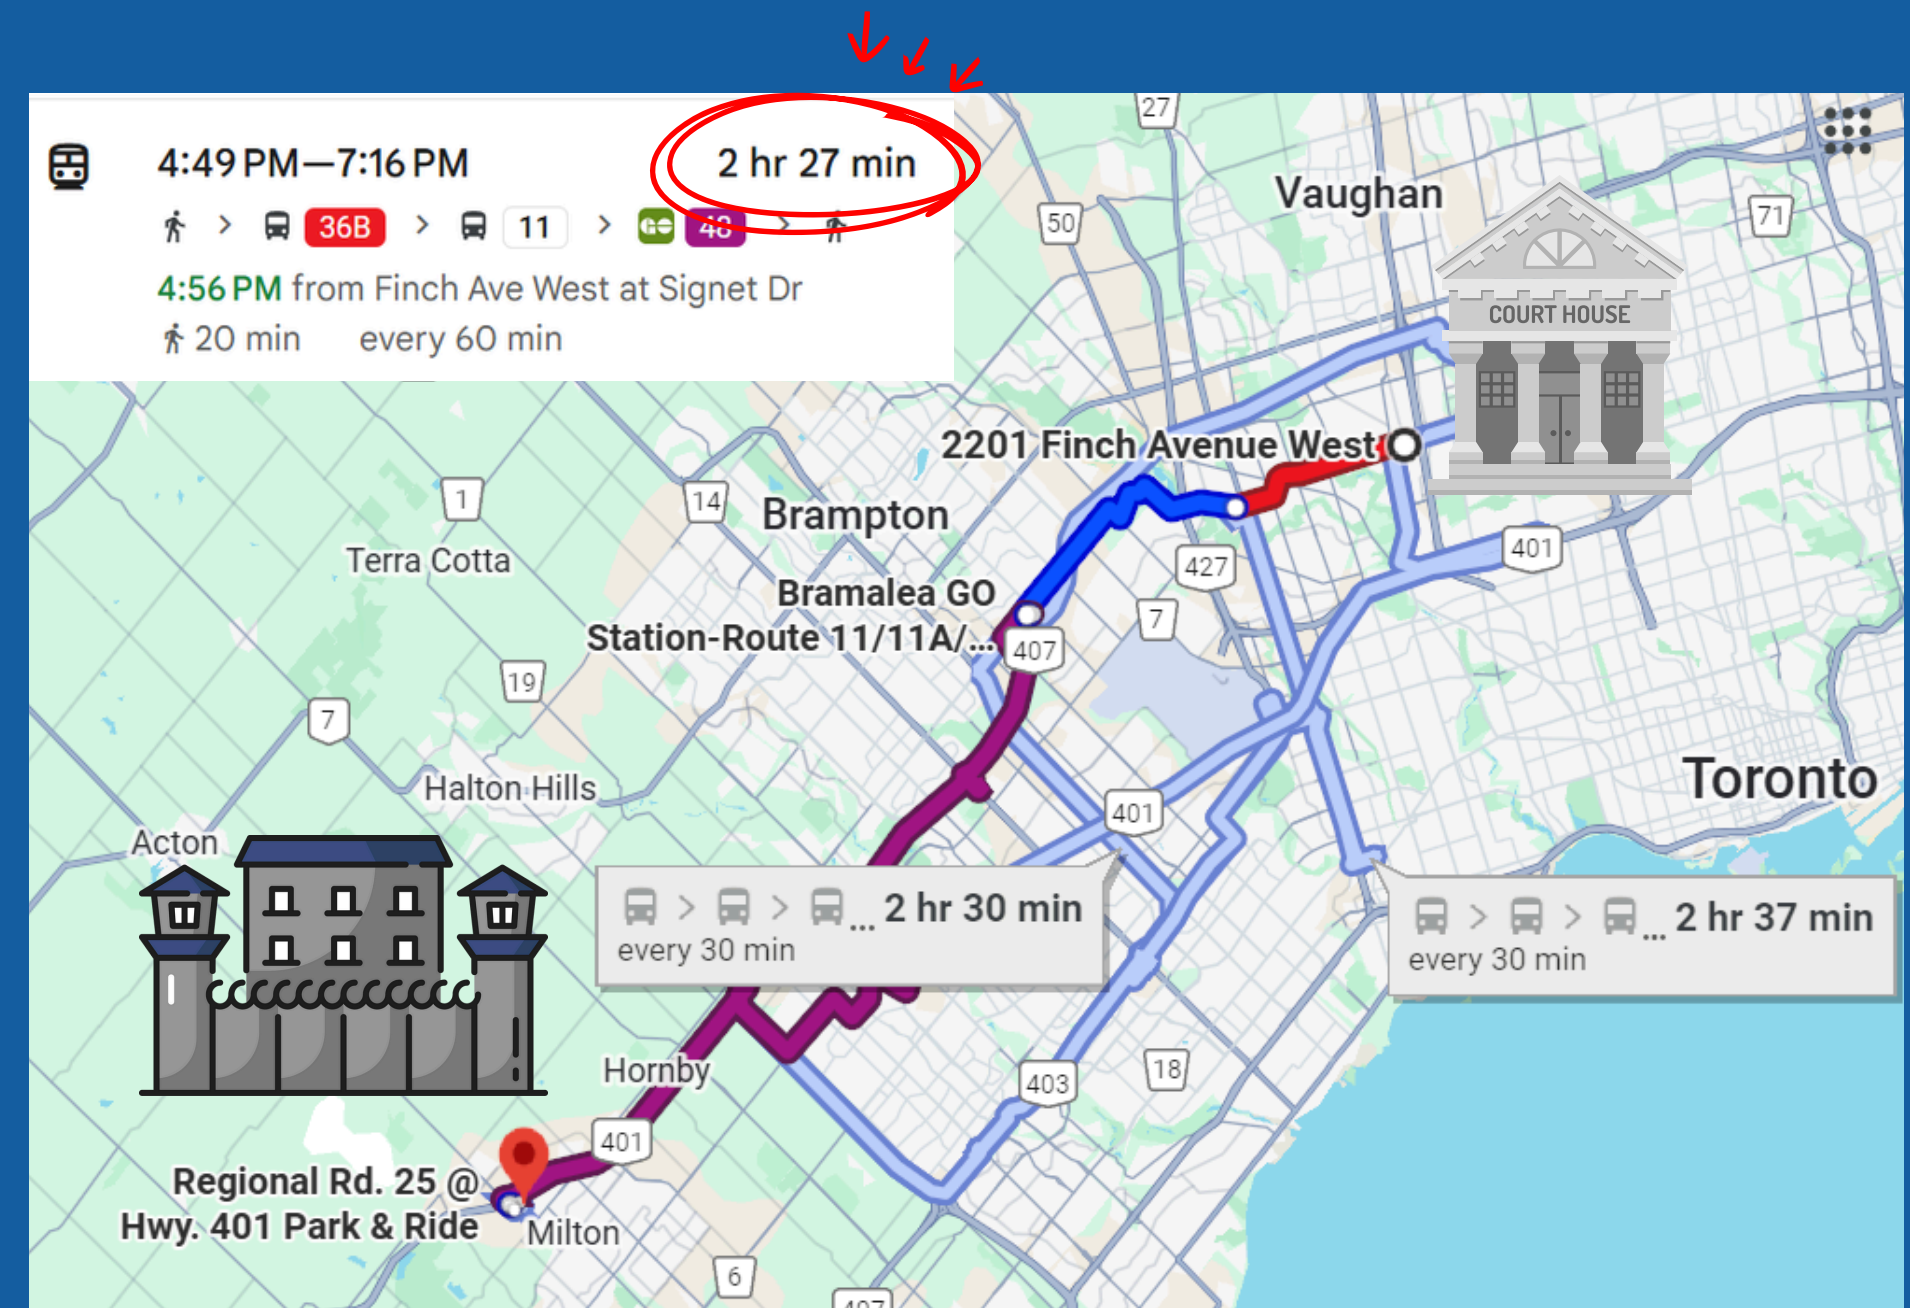 4:49 PM—7:16 PM 2 hr 27 min
36B 11 GO 48
4:56 PM from Finch Ave West at Signet Dr
20 min every 60 min
27
50
Vaughan
71
COURT HOUSE
2201 Finch Avenue West
1
14
Brampton
401
Terra Cotta
427
Bramalea GO
Station-Route 11/11A/...
7
407
19
7
Toronto
Halton Hills
401
Acton
... 2 hr 30 min
every 30 min
... 2 hr 37 min
every 30 min
Hornby
403
18
401
Regional Rd. 25 @
Hwy. 401 Park & Ride
Milton
6
407